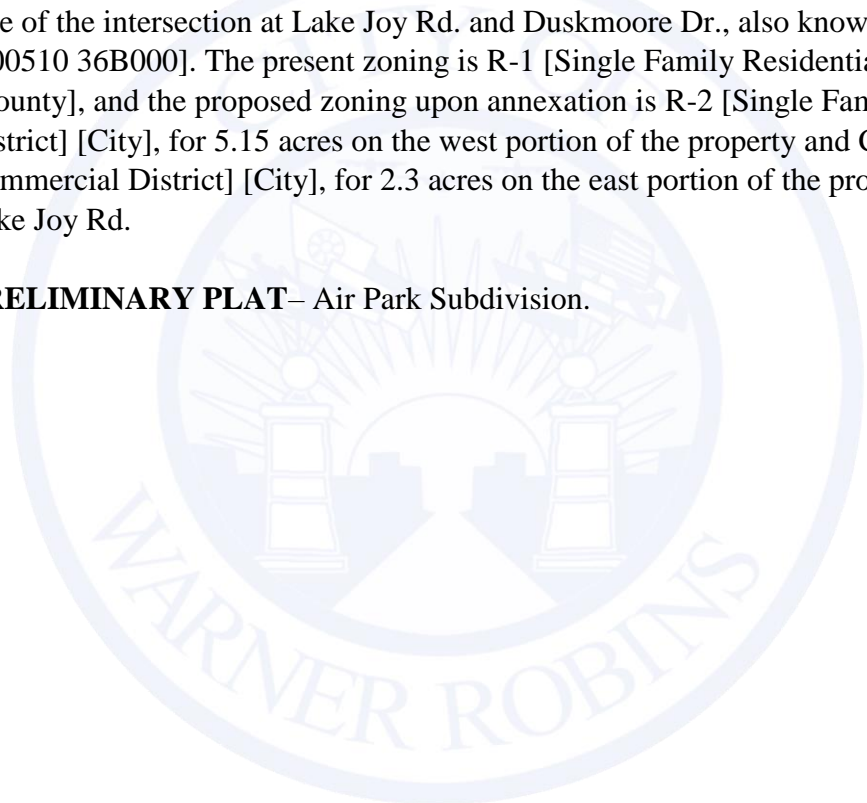 CITY OF
e of the intersection at Lake Joy Rd. and Duskmoore Dr., also know
00510 36B000]. The present zoning is R-1 [Single Family Residentia
ounty], and the proposed zoning upon annexation is R-2 [Single Fam
strict] [City], for 5.15 acres on the west portion of the property and C
mmercial District] [City], for 2.3 acres on the east portion of the pro
ke Joy Rd.
RELIMINARY PLAT– Air Park Subdivision.
WARNER ROBINS